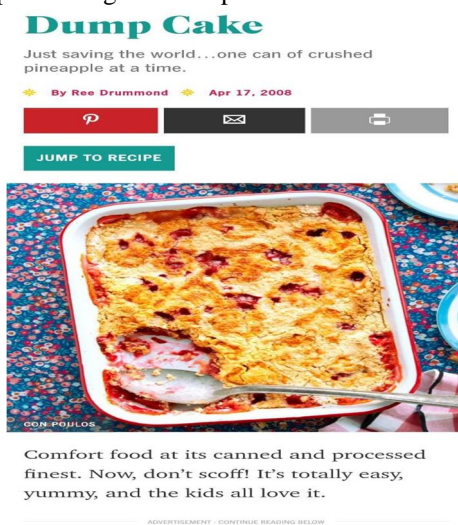 Dump Cake
Just saving the world...one can of crushed
pineapple at a time.
By Ree Drummond Apr 17, 2008
JUMP TO RECIPE
CON POULOS
Comfort food at its canned and processed
finest. Now, don't scoff! It's totally easy,
yummy, and the kids all love it.
ADVERTISEMENT - CONTINUE READING BELOW